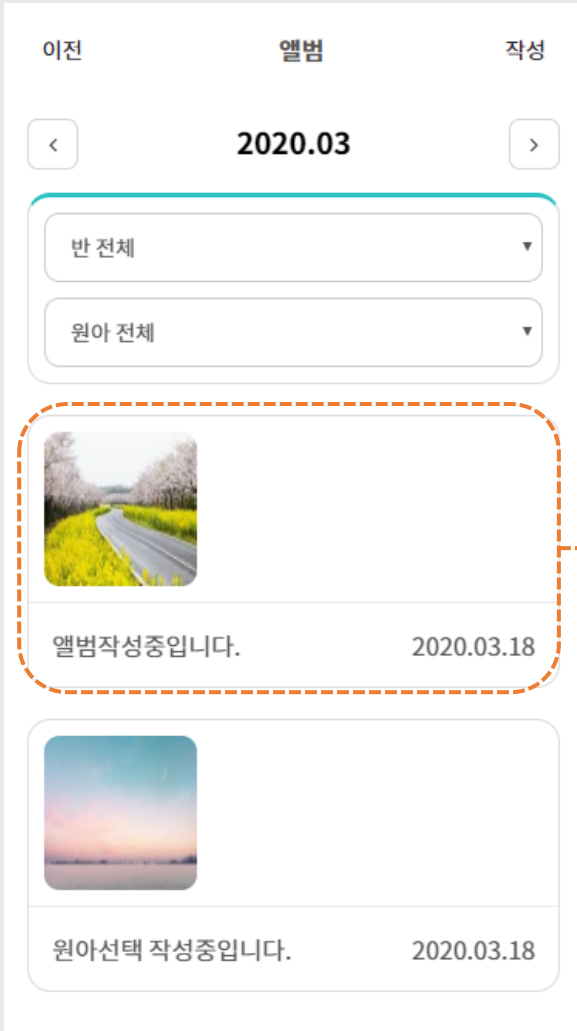 이전 앨범 작성
< 2020.03 >
반 전체 ▼
원아 전체 ▼
앨범작성중입니다. 2020.03.18
원아선택 작성중입니다. 2020.03.18